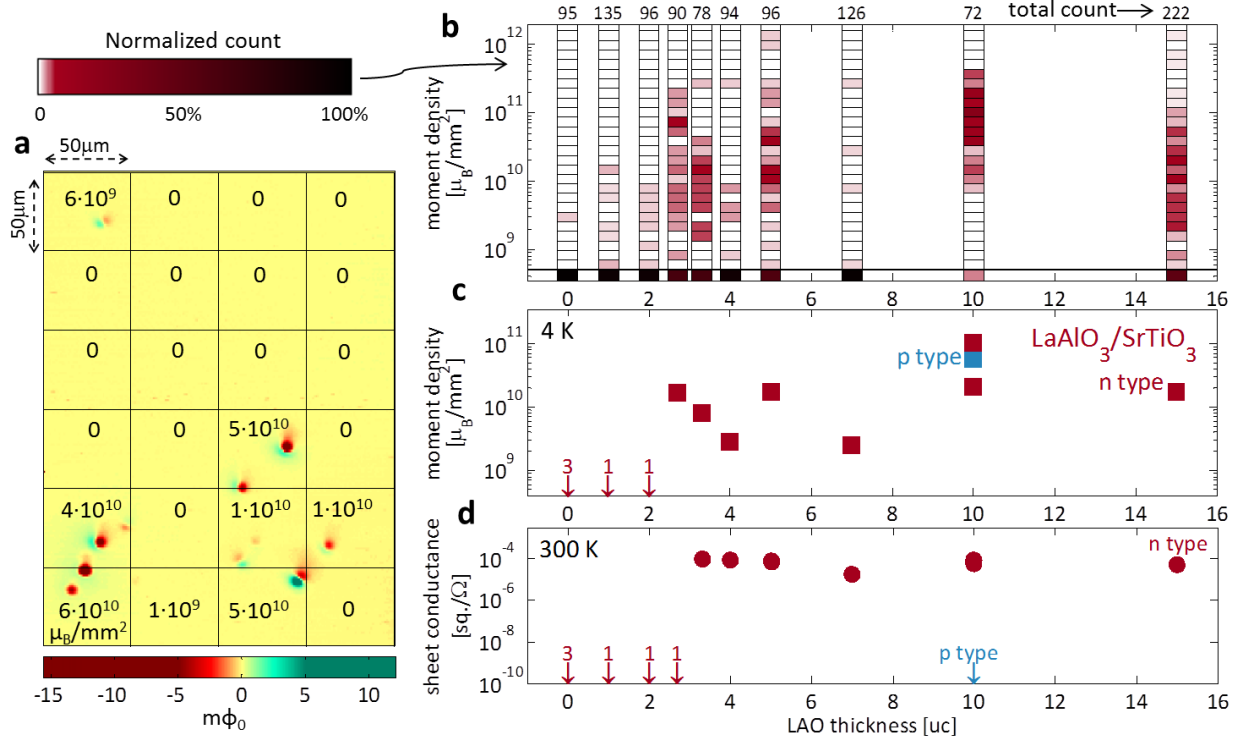 Normalized count
0 50% 100%
a
50μm
50μm
6·10⁹ 0 0 0
0 0 0 0
0 0 0 0
0 0 5·10¹⁰ 0
4·10¹⁰ 0 1·10¹⁰ 1·10¹⁰
6·10¹⁰ 1·10⁹ 5·10¹⁰ 0
μ_B/mm²
-15 -10 -5 0 5 10
mϕ₀
b
95 135 96 90 78 94 96 126 72 total count→ 222
moment density
[μ_B/mm²]
10¹²
10¹¹
10¹⁰
10⁹
0 2 4 6 8 10 12 14 16
c
4 K
LaAlO₃/SrTiO₃
p type
n type
moment density
[μ_B/mm²]
10¹¹
10¹⁰
10⁹
3 1 1
0 2 4 6 8 10 12 14 16
d
300 K
n type
sheet conductance
[sq./Ω]
10⁻⁴
10⁻⁶
10⁻⁸
10⁻¹⁰
3 1 1 1
p type
0 2 4 6 8 10 12 14 16
LAO thickness [uc]